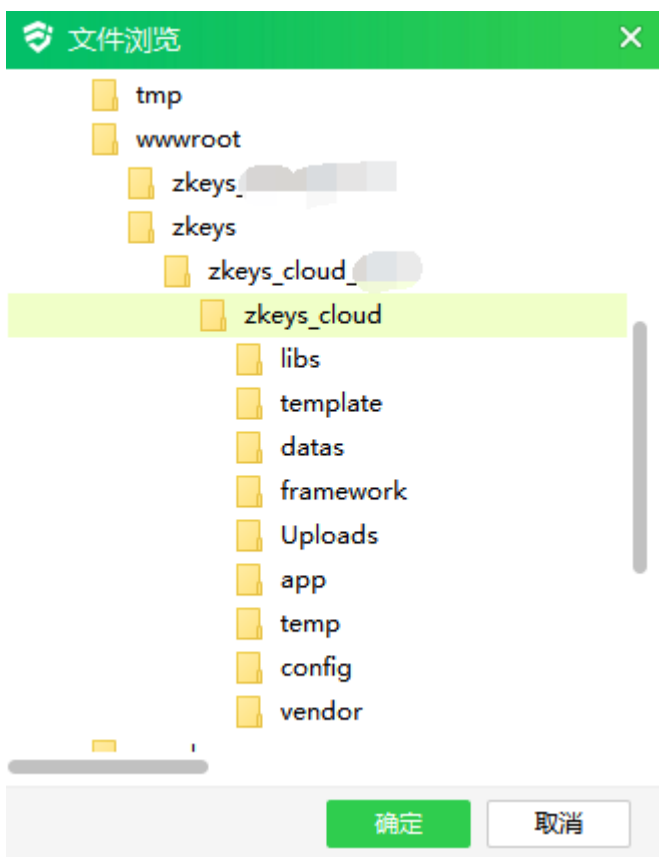 文件浏览
tmp
wwwroot
zkeys_
zkeys
zkeys_cloud_
zkeys_cloud
libs
template
datas
framework
Uploads
app
temp
config
vendor
确定 取消